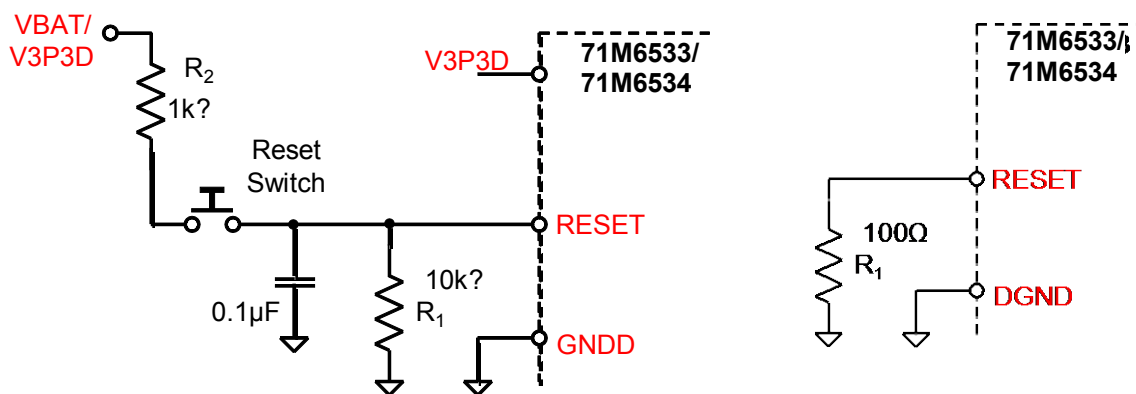 VBAT/
V3P3D
R2
1k?
Reset
Switch
0.1µF
10k?
R1
V3P3D
71M6533/
71M6534
RESET
GNDD
71M6533/
71M6534
RESET
100Ω
R1
DGND